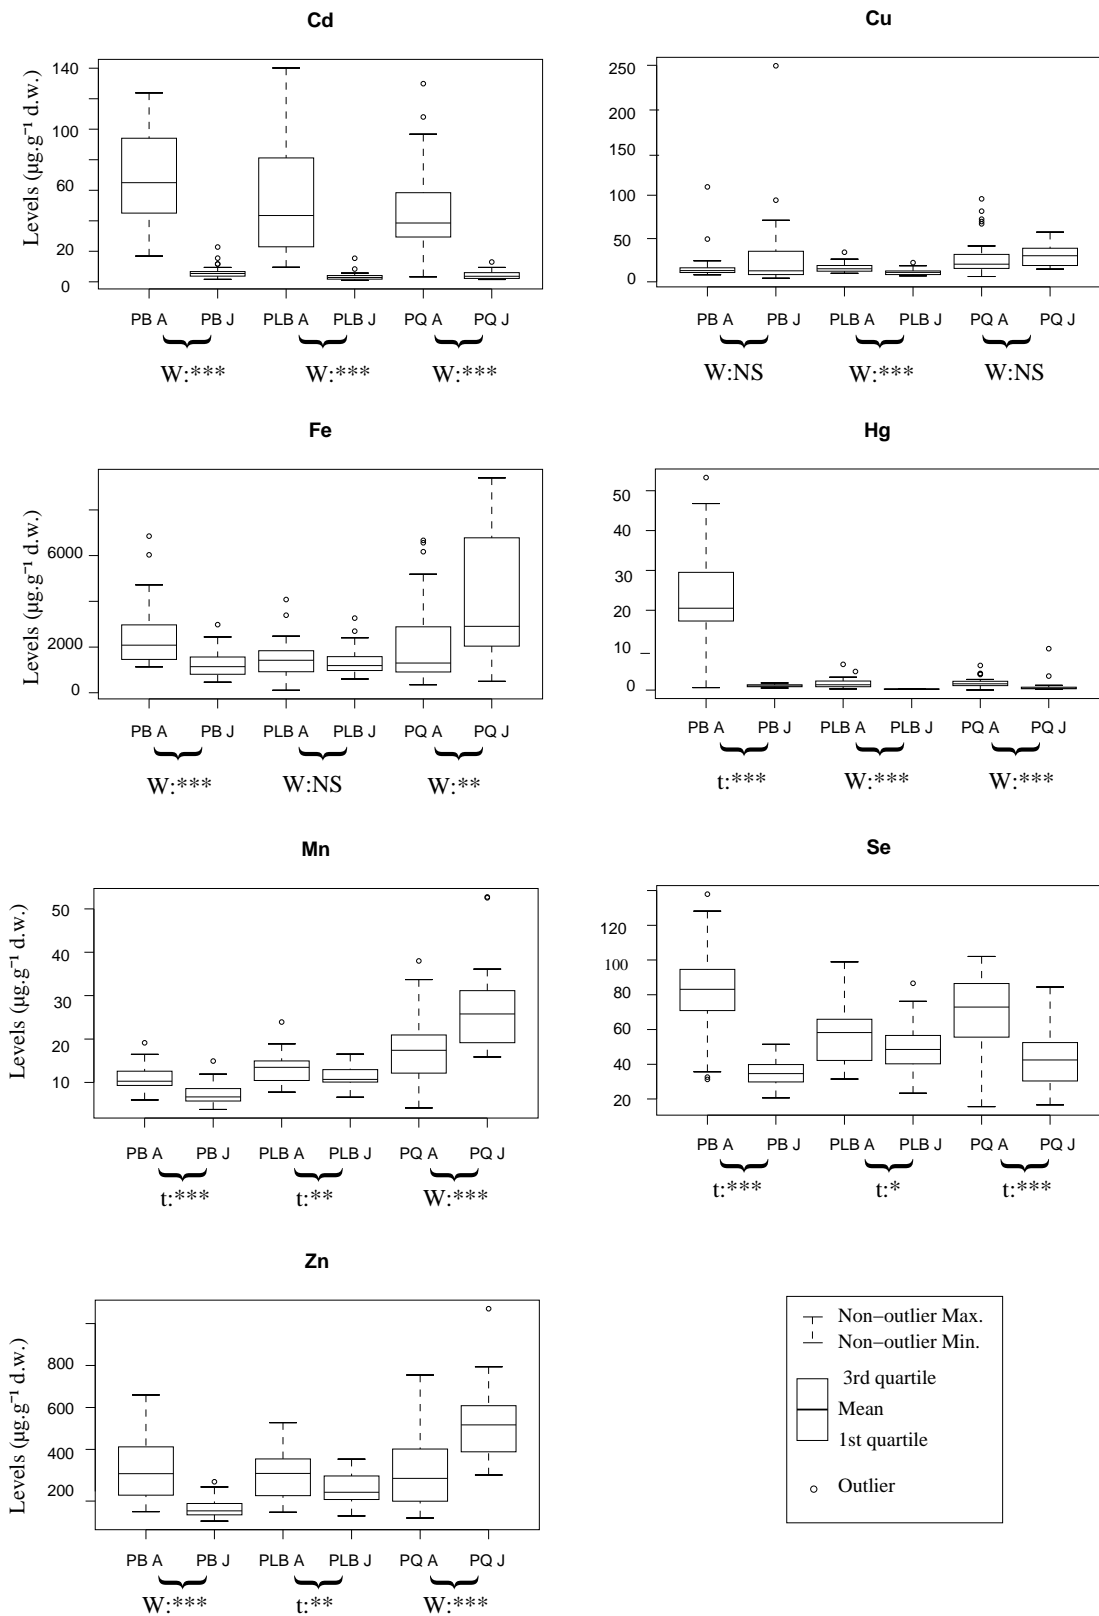 Cd
Levels (µg.g⁻¹ d.w.)
140
100
60
20
0
PB A PB J PLB A PLB J PQ A PQ J
W:*** W:*** W:***
Cu
250
200
150
100
50
0
PB A PB J PLB A PLB J PQ A PQ J
W:NS W:*** W:NS
Fe
Levels (µg.g⁻¹ d.w.)
6000
2000
0
PB A PB J PLB A PLB J PQ A PQ J
W:*** W:NS W:**
Hg
50
40
30
20
10
0
PB A PB J PLB A PLB J PQ A PQ J
t:*** W:*** W:***
Mn
Levels (µg.g⁻¹ d.w.)
50
40
30
20
10
PB A PB J PLB A PLB J PQ A PQ J
t:*** t:** W:***
Se
120
100
80
60
40
20
PB A PB J PLB A PLB J PQ A PQ J
t:*** t:* t:***
Zn
Levels (µg.g⁻¹ d.w.)
800
600
400
200
PB A PB J PLB A PLB J PQ A PQ J
W:*** t:** W:***
Non−outlier Max.
Non−outlier Min.
3rd quartile
Mean
1st quartile
Outlier